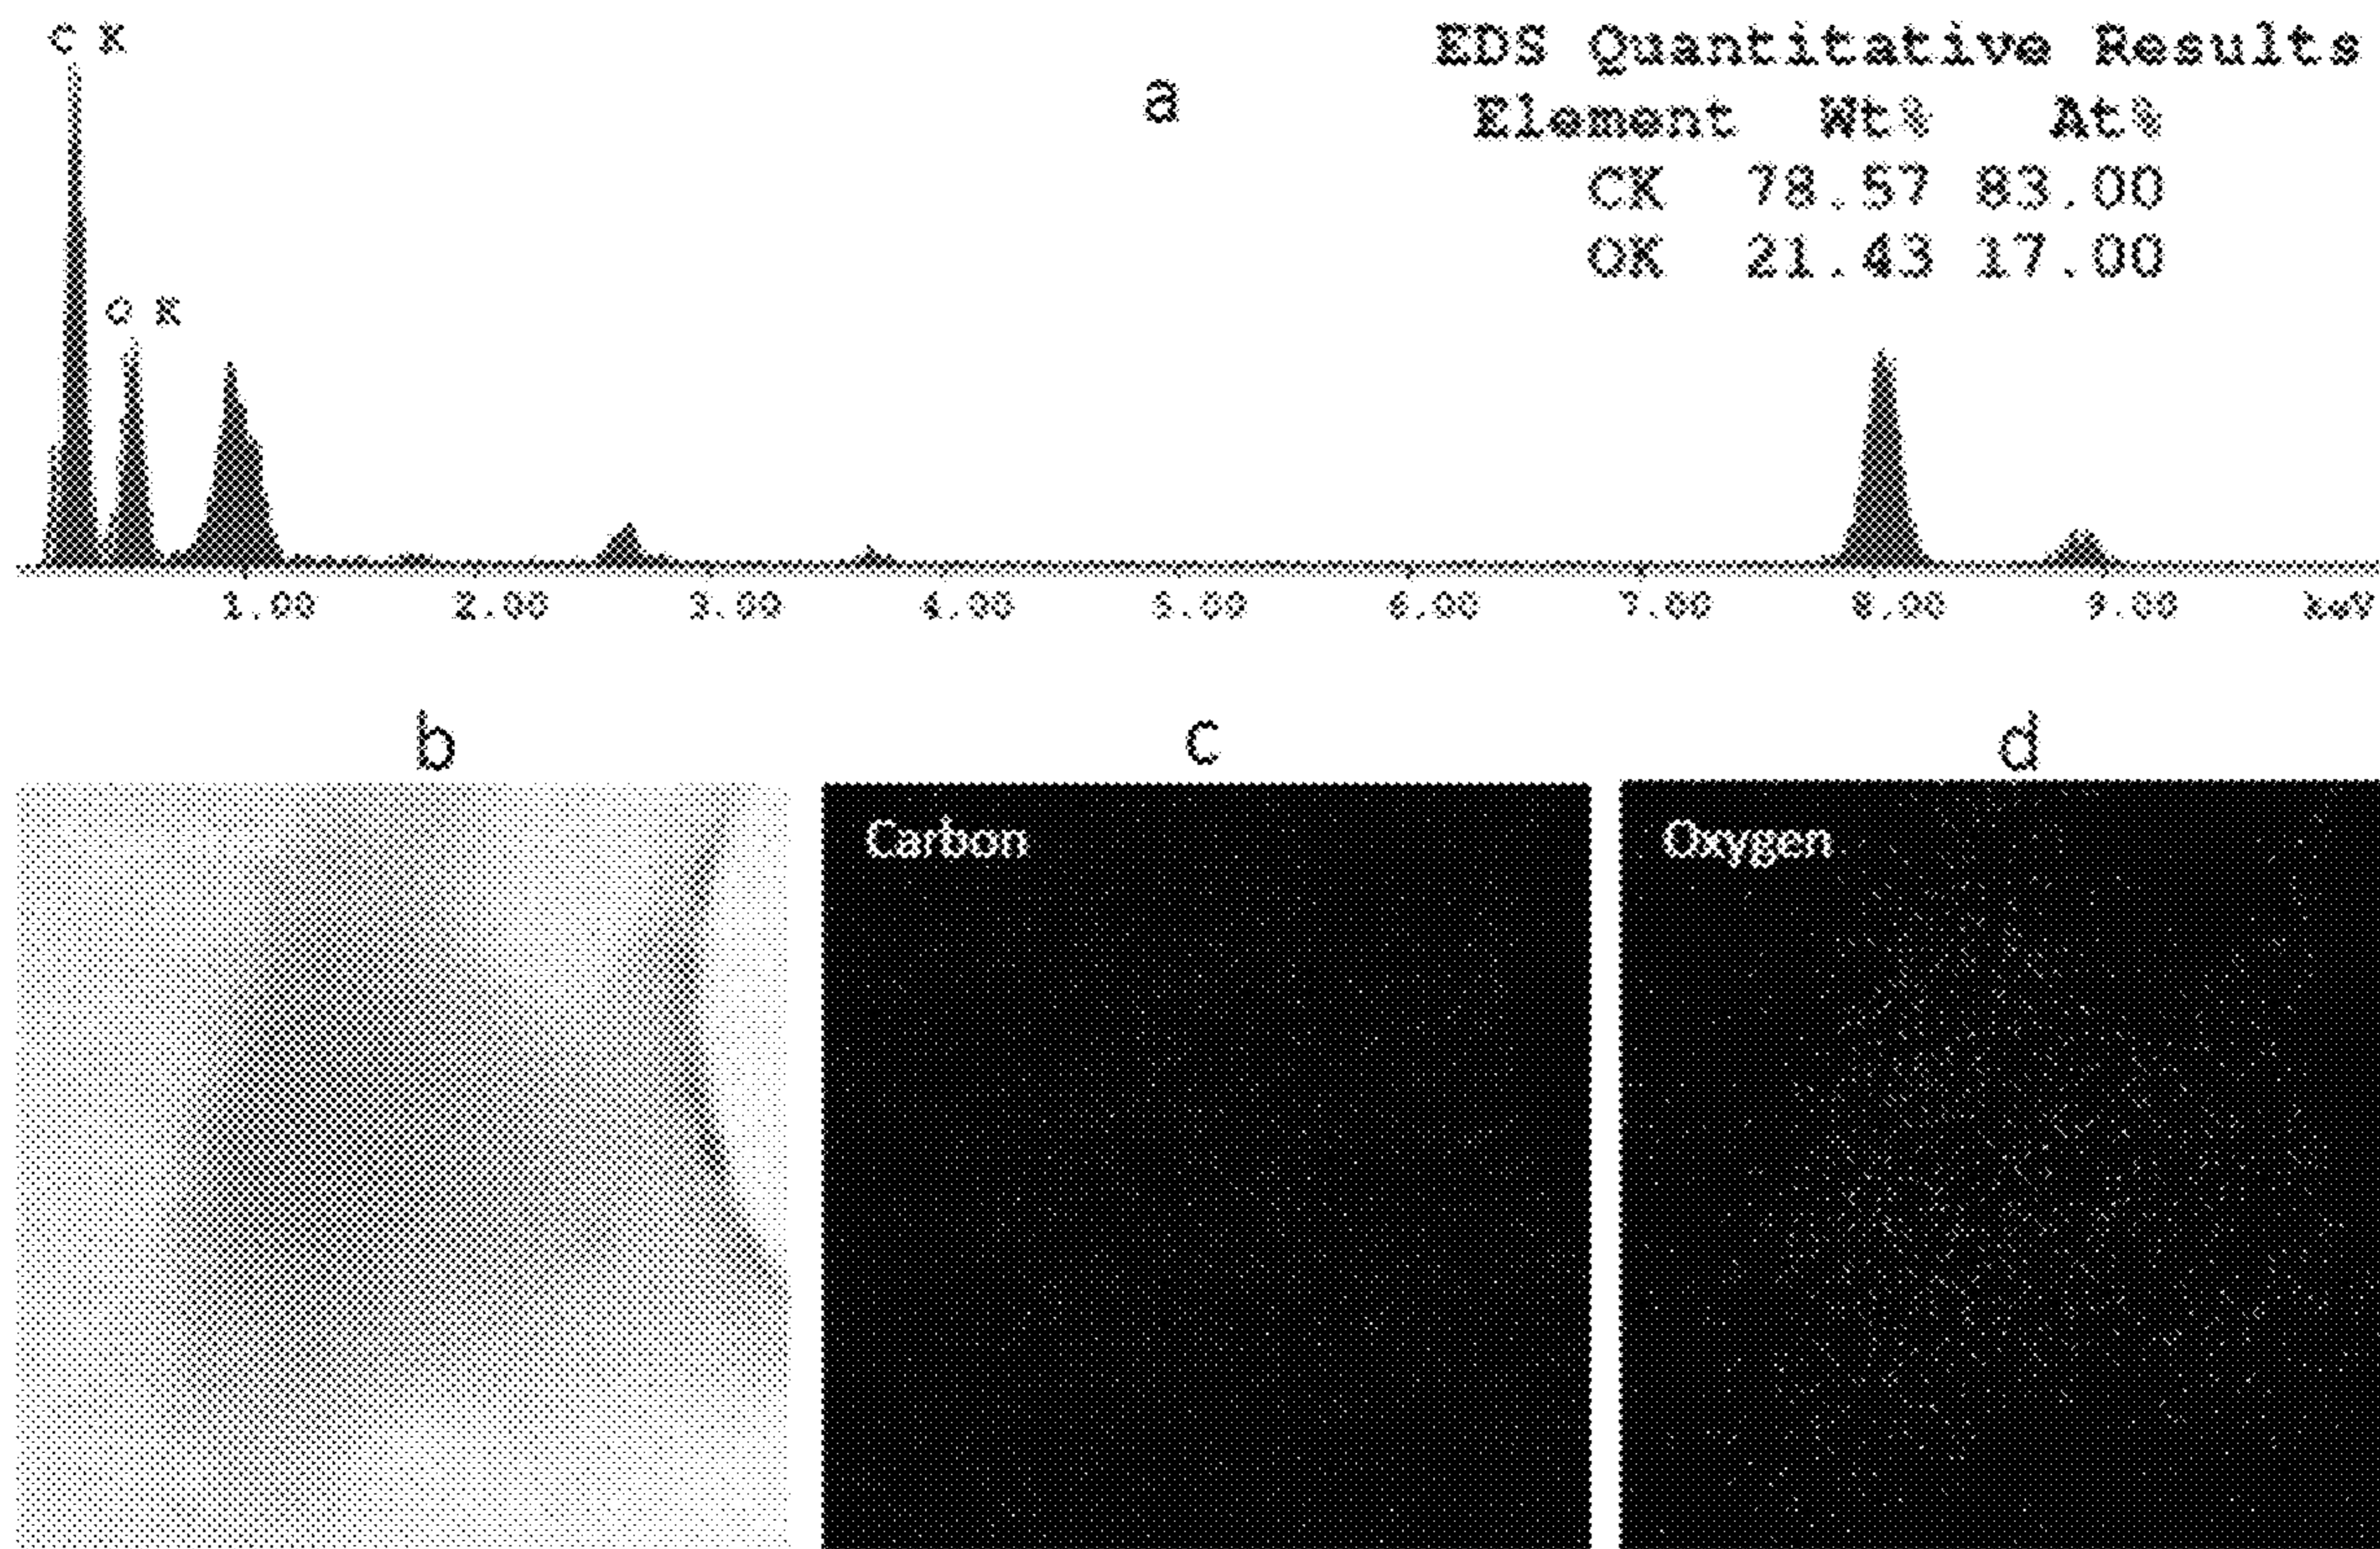 C K
a
EDS Quantitative Results
Element Wt% At%
CK 78.57 83.00
OK 21.43 17.00
O K
1.00 2.00 3.00 4.00 5.00 6.00 7.00 8.00 9.00 keV
b c d
Carbon
Oxygen